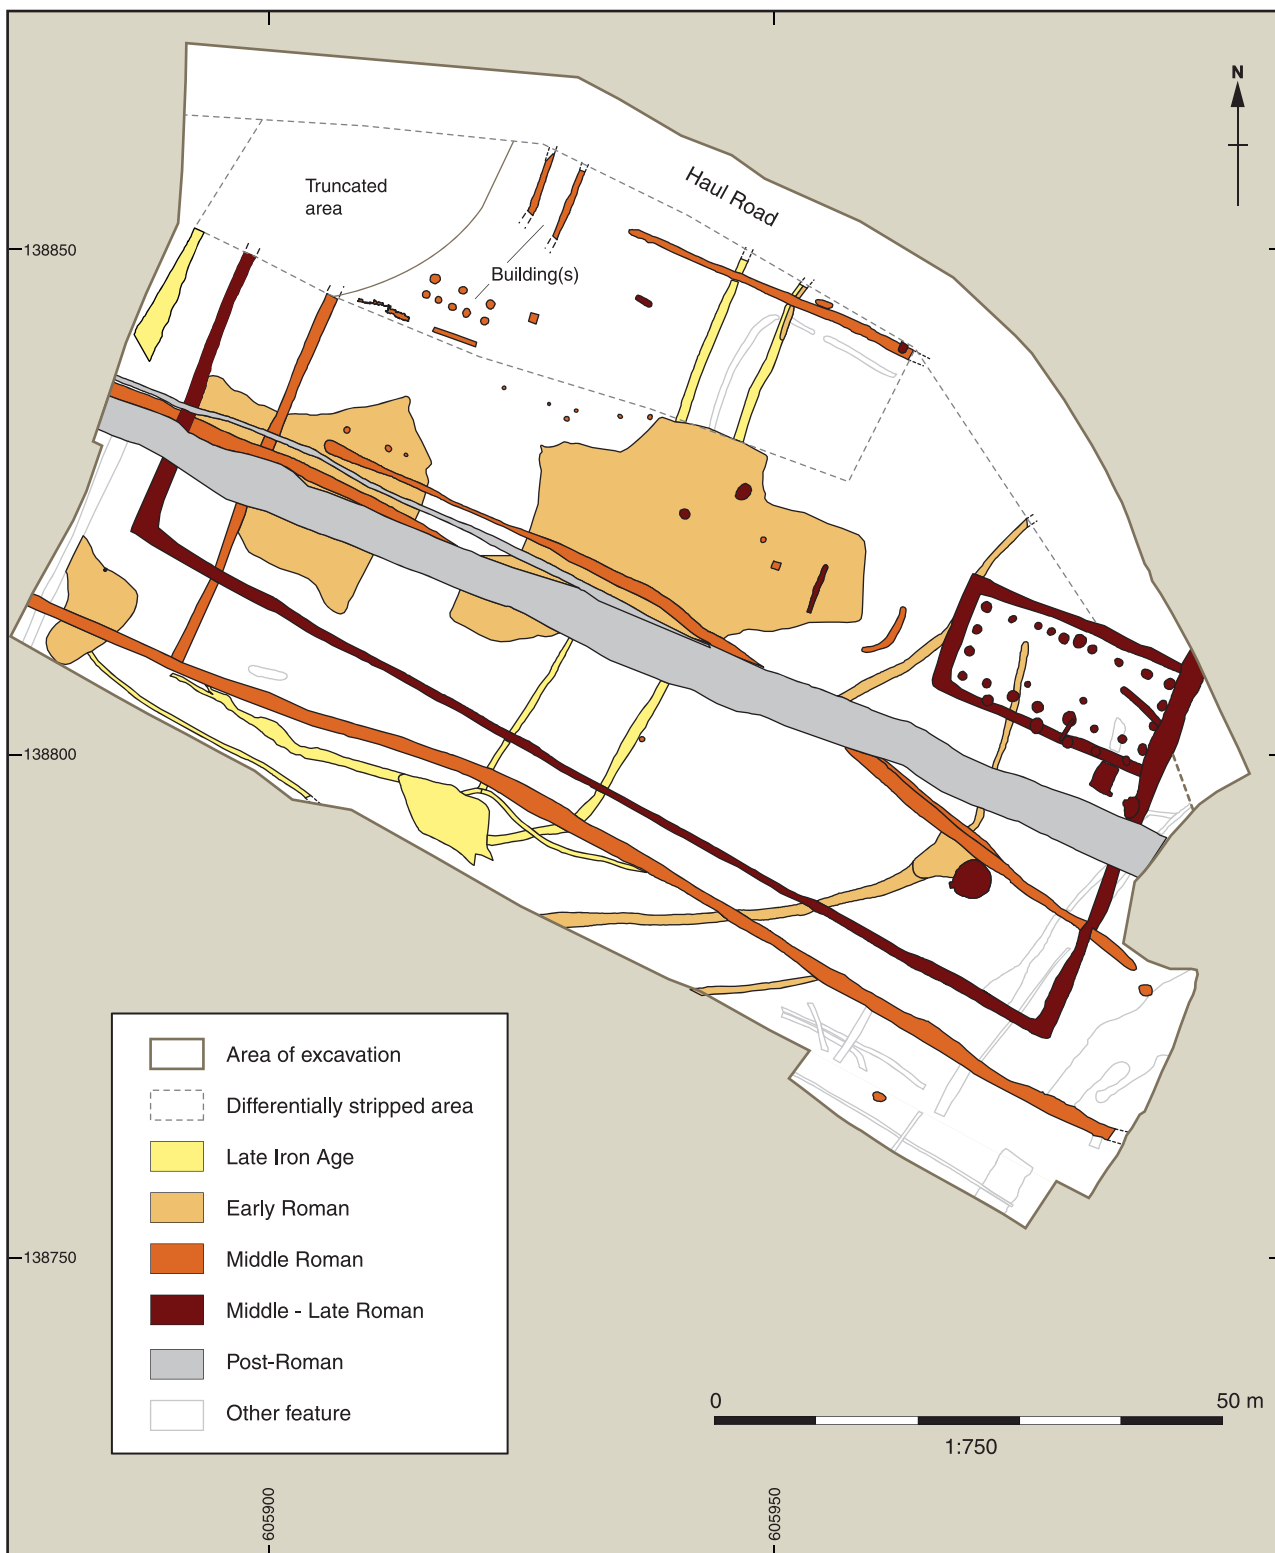 N
Haul Road
Truncated
area
138850
Building(s)
138800
138750
Area of excavation
Differentially stripped area
Late Iron Age
Early Roman
Middle Roman
Middle - Late Roman
Post-Roman
Other feature
0 50 m
1:750
605900
605950